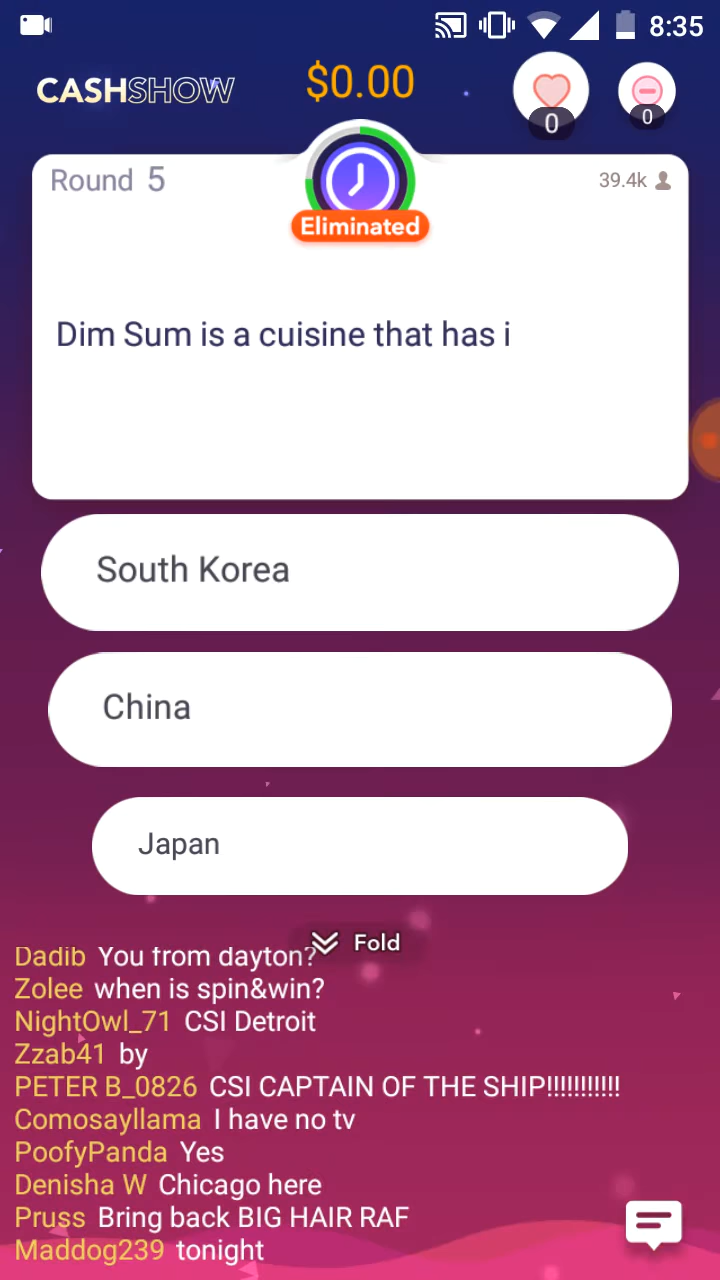 8:35
CASHSHOW
$0.00
0
0
Round 5
39.4k
Eliminated
Dim Sum is a cuisine that has i
South Korea
China
Japan
Fold
Dadib You from dayton?
Zolee when is spin&win?
NightOwl_71 CSI Detroit
Zzab41 by
PETER B_0826 CSI CAPTAIN OF THE SHIP!!!!!!!!!!!
Comosayllama I have no tv
PoofyPanda Yes
Denisha W Chicago here
Pruss Bring back BIG HAIR RAF
Maddog239 tonight